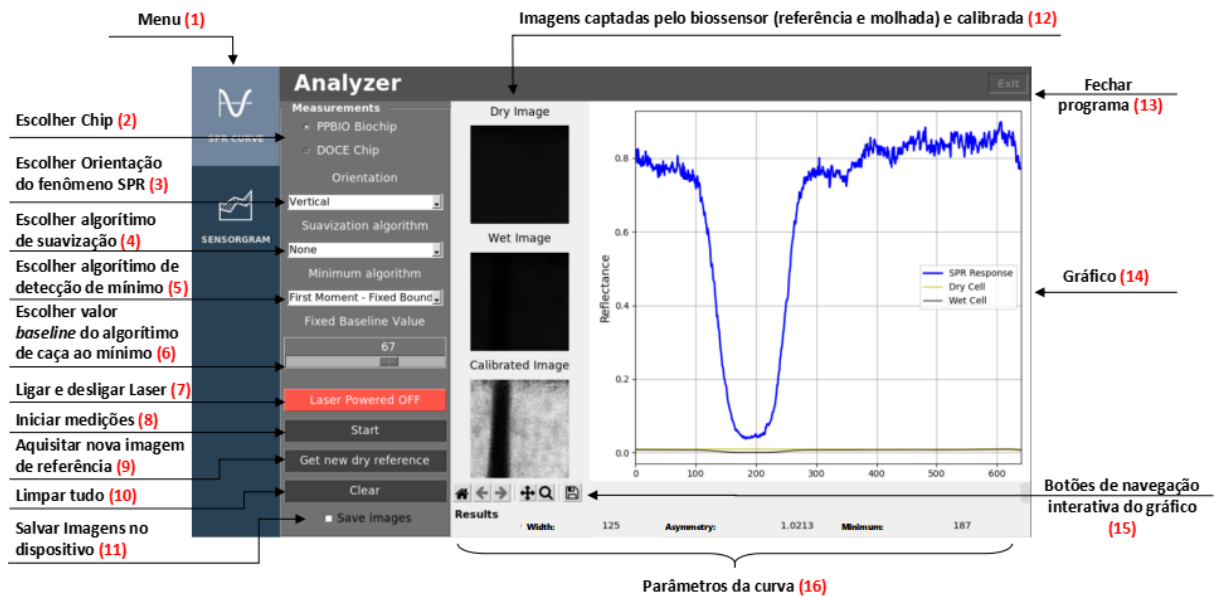 Menu (1)
Imagens captadas pelo biossensor (referência e molhada) e calibrada (12)
Analyzer
Exit
Fechar
programa (13)
SPR CURVE
SENSORGRAM
Escolher Chip (2)
Escolher Orientação
do fenômeno SPR (3)
Escolher algorítimo
de suavização (4)
Escolher algorítimo de
detecção de mínimo (5)
Escolher valor
baseline do algorítimo
de caça ao mínimo (6)
Ligar e desligar Laser (7)
Iniciar medições (8)
Aquisitar nova imagem
de referência (9)
Limpar tudo (10)
Salvar Imagens no
dispositivo (11)
Measurements
PPBIO Biochip
DOCE Chip
Orientation
Vertical
Suavization algorithm
None
Minimum algorithm
First Moment - Fixed Bound
Fixed Baseline Value
67
Laser Powered OFF
Start
Get new dry reference
Clear
Save images
Dry Image
Wet Image
Calibrated Image
Reflectance
0.8
0.6
0.4
0.2
0.0
0 100 200 300 400 500 600
SPR Response
Dry Cell
Wet Cell
Gráfico (14)
Botões de navegação
interativa do gráfico
(15)
Results
Width: 125 Asymmetry: 1.0213 Minimum: 187
Parâmetros da curva (16)